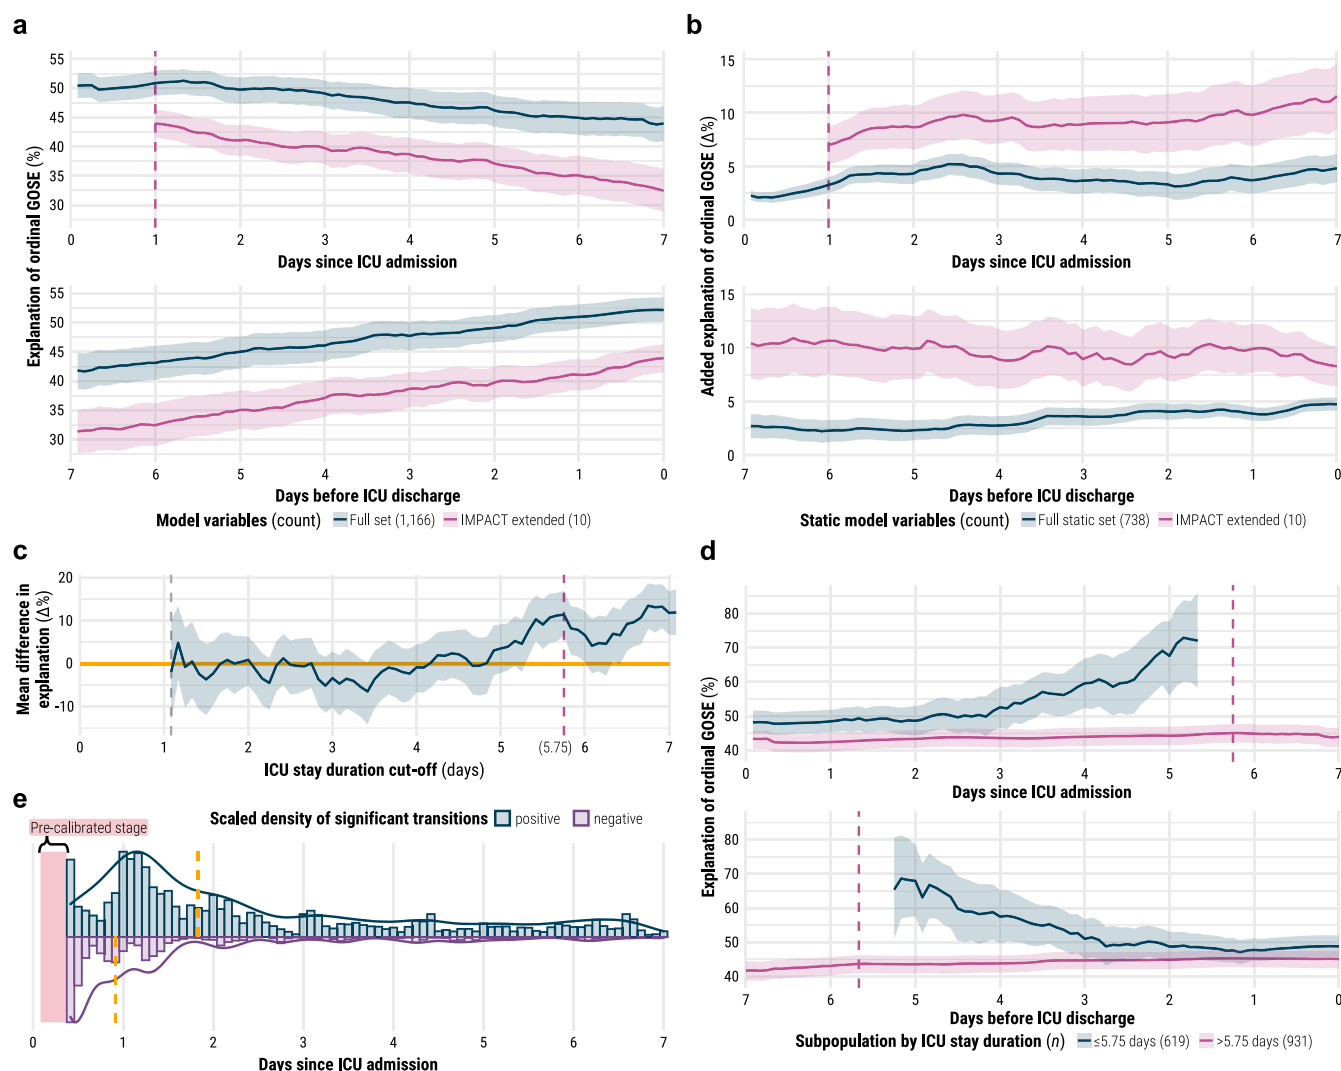 a
Explanation of ordinal GOSE (%)
55
50
45
40
35
30
0 1 2 3 4 5 6 7
Days since ICU admission
55
50
45
40
35
30
7 6 5 4 3 2 1 0
Days before ICU discharge
Model variables (count) Full set (1,166) IMPACT extended (10)
b
Added explanation of ordinal GOSE (Δ%)
15
10
5
0
0 1 2 3 4 5 6 7
Days since ICU admission
15
10
5
0
7 6 5 4 3 2 1 0
Days before ICU discharge
Static model variables (count) Full static set (738) IMPACT extended (10)
c
Mean difference in
explanation (Δ%)
20
10
0
-10
0 1 2 3 4 5 (5.75) 6 7
ICU stay duration cut-off (days)
d
Explanation of ordinal GOSE (%)
80
70
60
50
40
0 1 2 3 4 5 6 7
Days since ICU admission
80
70
60
50
40
7 6 5 4 3 2 1 0
Days before ICU discharge
Subpopulation by ICU stay duration (n) ≤5.75 days (619) >5.75 days (931)
e
Scaled density of significant transitions positive negative
Pre-calibrated stage
0 1 2 3 4 5 6 7
Days since ICU admission